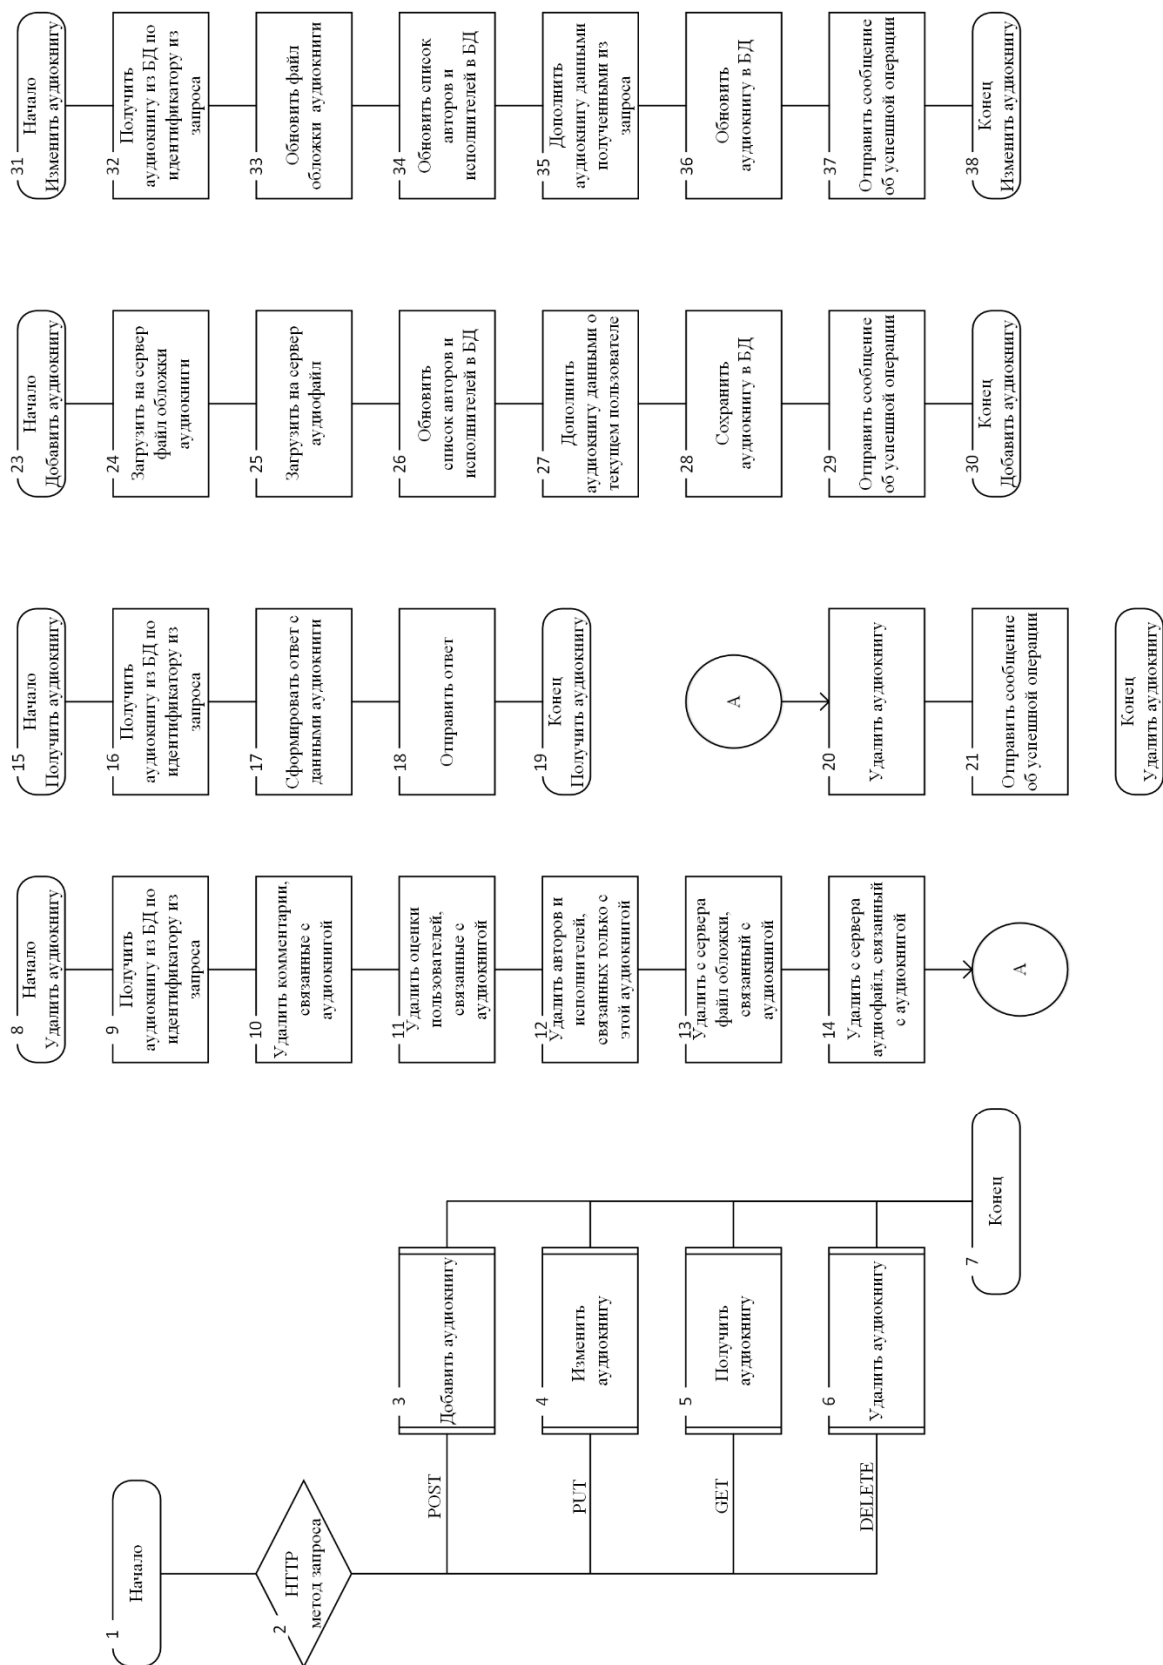 1
Начало
2
HTTP
метод запроса
POST
3
Добавить аудиокнигу
PUT
4
Изменить
аудиокнигу
GET
5
Получить
аудиокнигу
DELETE
6
Удалить аудиокнигу
7
Конец
8
Начало
Удалить аудиокнигу
9
Получить
аудиокнигу из БД по
идентификатору из
запроса
10
Удалить комментарии,
связанные с
аудиокнигой
11
Удалить оценки
пользователей,
связанные с
аудиокнигой
12
Удалить авторов и
исполнителей,
связанных только с
этой аудиокнигой
13
Удалить с сервера
файл обложки,
связанный с
аудиокнигой
14
Удалить с сервера
аудиофайл, связанный
с аудиокнигой
А
15
Начало
Получить аудиокнигу
16
Получить
аудиокнигу из БД по
идентификатору из
запроса
17
Сформировать ответ с
данными аудиокниги
18
Отправить ответ
19
Конец
Получить аудиокнигу
А
20
Удалить аудиокнигу
21
Отправить сообщение
об успешной операции
Конец
Удалить аудиокнигу
23
Начало
Добавить аудиокнигу
24
Загрузить на сервер
файл обложки
аудиокниги
25
Загрузить на сервер
аудиофайл
26
Обновить
список авторов и
исполнителей в БД
27
Дополнить
аудиокнигу данными о
текущем пользователе
28
Сохранить
аудиокнигу в БД
29
Отправить сообщение
об успешной операции
30
Конец
Добавить аудиокнигу
31
Начало
Изменить аудиокнигу
32
Получить
аудиокнигу из БД по
идентификатору из
запроса
33
Обновить файл
обложки аудиокниги
34
Обновить список
авторов и
исполнителей в БД
35
Дополнить
аудиокнигу данными
полученными из
запроса
36
Обновить
аудиокнигу в БД
37
Отправить сообщение
об успешной операции
38
Конец
Изменить аудиокнигу